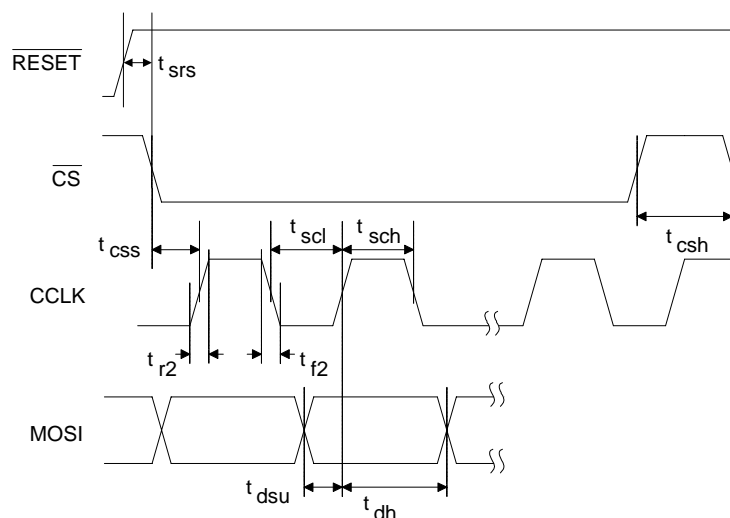 RESET
t srs
CS
t css
t scl
t sch
t csh
CCLK
t r2
t f2
MOSI
t dsu
t dh